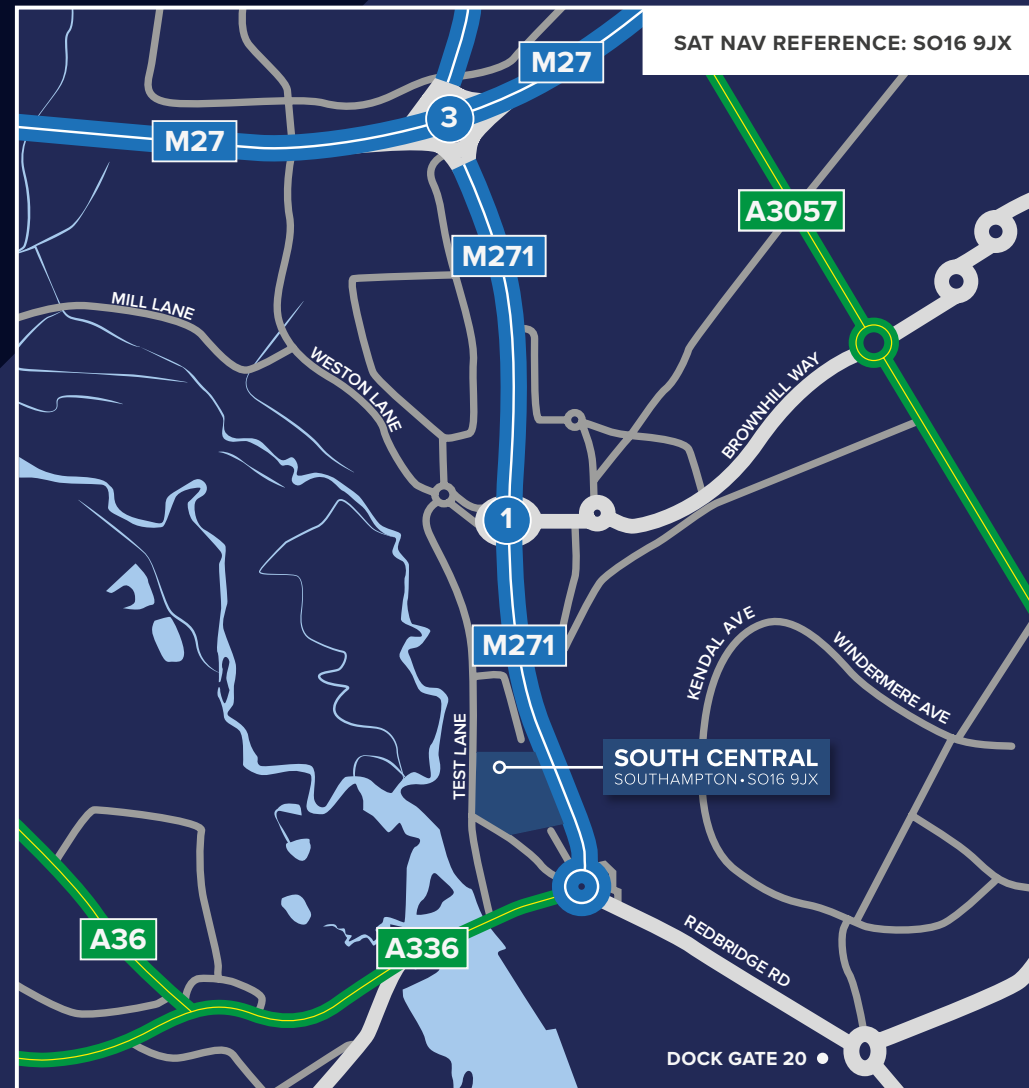 SAT NAV REFERENCE: SO16 9JX
M27
3
M27
A3057
M271
MILL LANE
WESTON LANE
BROWNHILL WAY
1
M271
KENDAL AVE
WINDERMERE AVE
TEST LANE
SOUTH CENTRAL
SOUTHAMPTON • SO16 9JX
A36
A336
REDBRIDGE RD
DOCK GATE 20